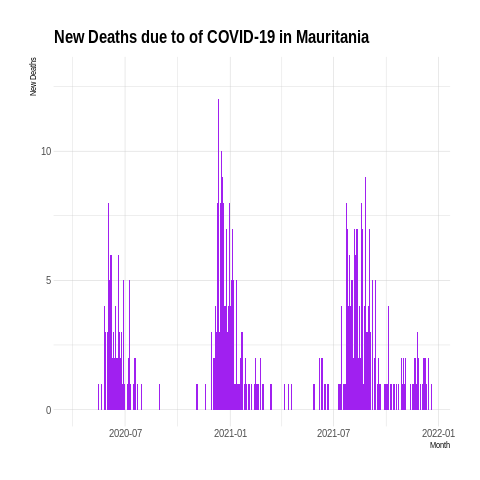 New Deaths due to of COVID-19 in Mauritania
New Deaths
10
5
0
2020-07 2021-01 2021-07 2022-01
Month